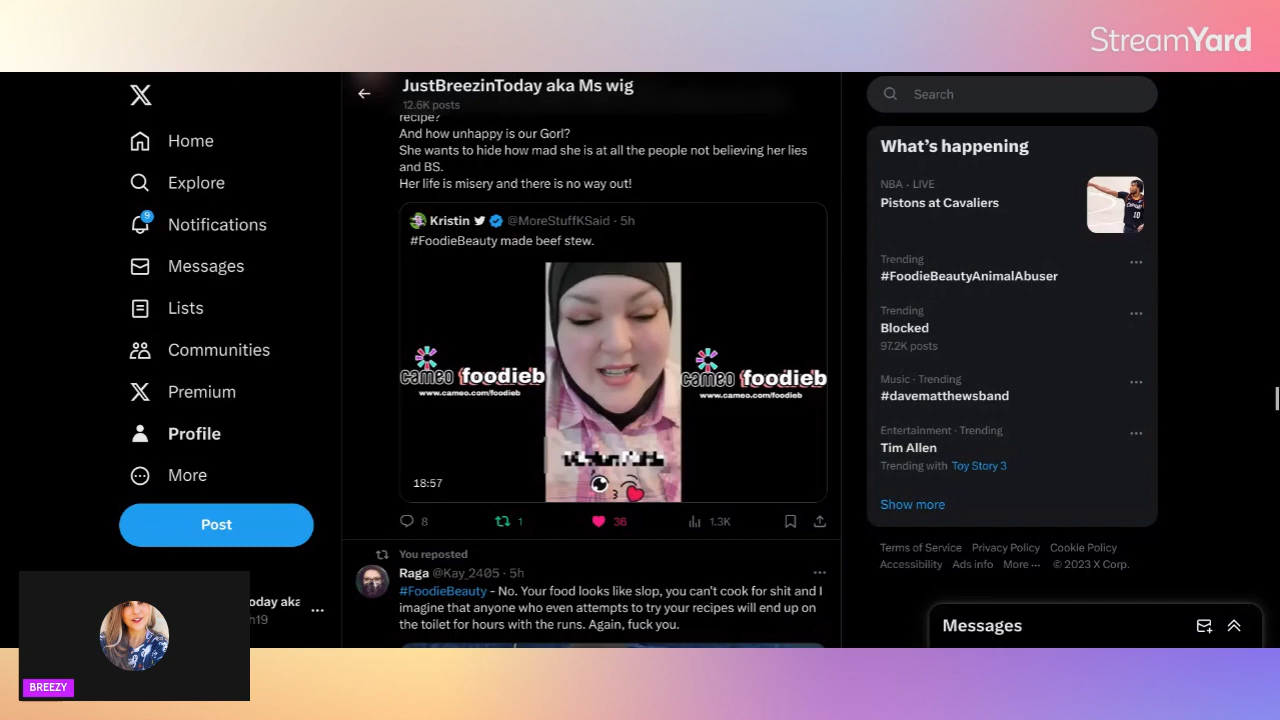 StreamYard
JustBreezinToday aka Ms wig
12.6K posts
Search
Home
Explore
9
Notifications
Messages
Lists
Communities
Premium
Profile
More
Post
oday aka
h19
BREEZY
recipe?
And how unhappy is our Gorl?
She wants to hide how mad she is at all the people not believing her lies
and BS.
Her life is misery and there is no way out!
Kristin @MoreStuffKSaid · 5h
#FoodieBeauty made beef stew.
cameo foodieb
www.cameo.com/foodieb
cameo foodieb
www.cameo.com/foodieb
18:57
8
1
36
1.3K
You reposted
Raga @Kay_2405 · 5h
#FoodieBeauty - No. Your food looks like slop, you can't cook for shit and I
imagine that anyone who even attempts to try your recipes will end up on
the toilet for hours with the runs. Again, fuck you.
What's happening
NBA · LIVE
Pistons at Cavaliers
Trending
#FoodieBeautyAnimalAbuser
Trending
Blocked
97.2K posts
Music · Trending
#davematthewsband
Entertainment · Trending
Tim Allen
Trending with Toy Story 3
Show more
Terms of Service Privacy Policy Cookie Policy
Accessibility Ads info More ··· © 2023 X Corp.
Messages